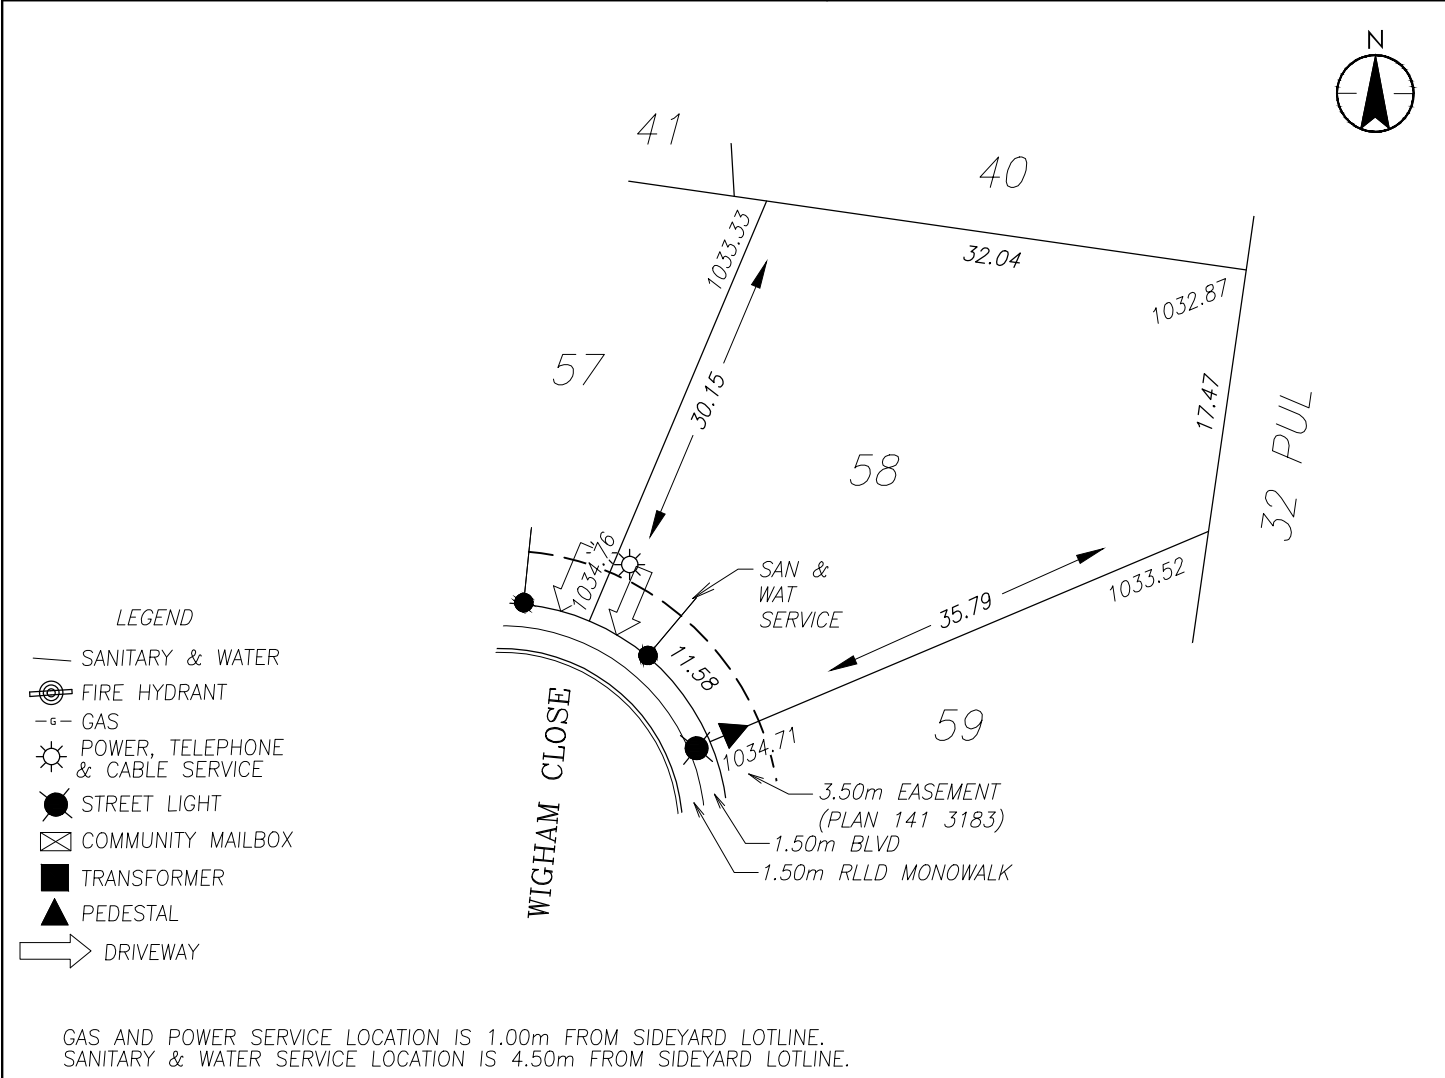 N
41
40
1033.33
32.04
1032.87
57
30.15
17.47
58
32 PUL
1034.76
SAN &
WAT
SERVICE
1033.52
35.79
11.58
59
1034.71
LEGEND
SANITARY & WATER
FIRE HYDRANT
G GAS
POWER, TELEPHONE
& CABLE SERVICE
STREET LIGHT
COMMUNITY MAILBOX
TRANSFORMER
PEDESTAL
DRIVEWAY
WIGHAM CLOSE
3.50m EASEMENT
(PLAN 141 3183)
1.50m BLVD
1.50m RLLD MONOWALK
GAS AND POWER SERVICE LOCATION IS 1.00m FROM SIDEYARD LOTLINE.
SANITARY & WATER SERVICE LOCATION IS 4.50m FROM SIDEYARD LOTLINE.